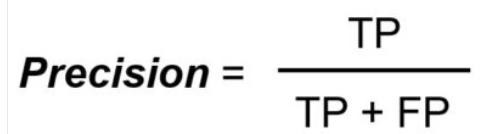 Precision = TP
TP + FP